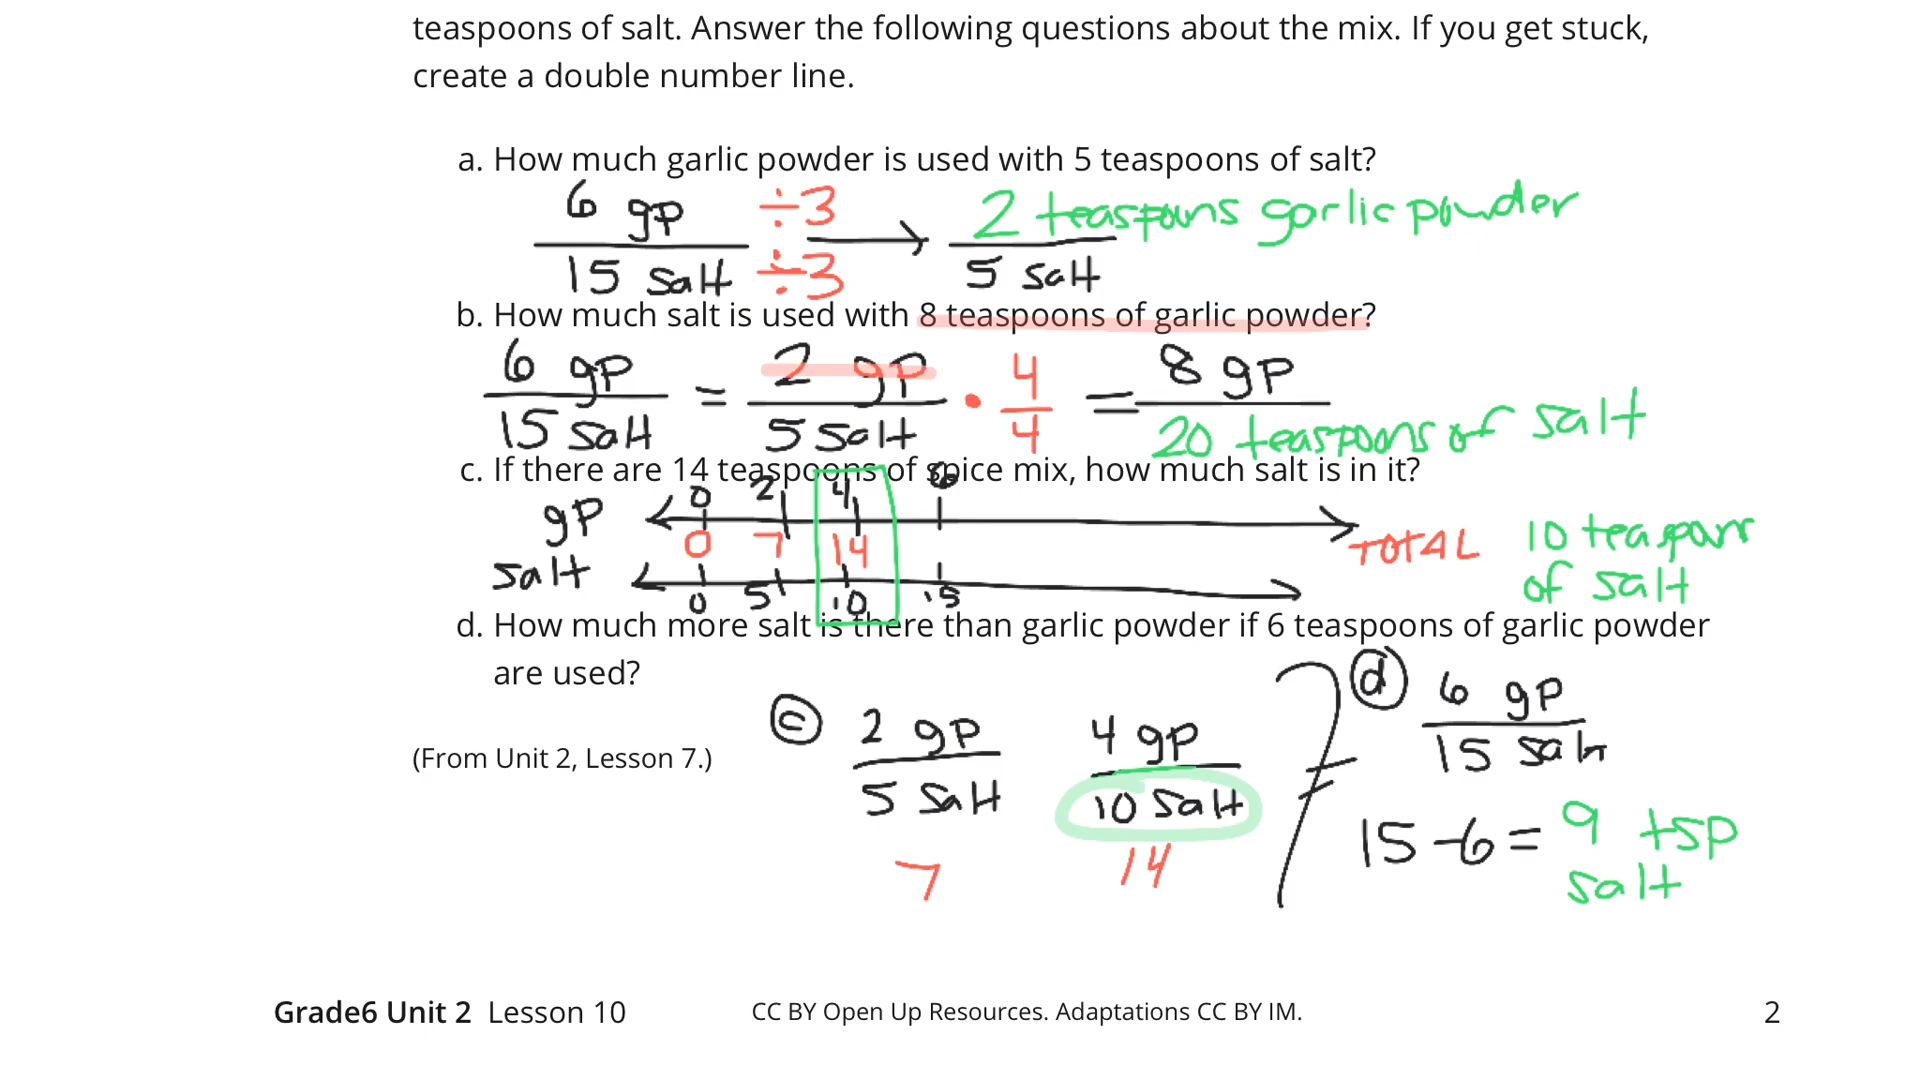 teaspoons of salt. Answer the following questions about the mix. If you get stuck,
create a double number line.
a. How much garlic powder is used with 5 teaspoons of salt?
6 gp ÷3 → 2 teaspoons garlic powder
15 salt ÷3 5 salt
b. How much salt is used with 8 teaspoons of garlic powder?
6 gp = 2 gp • 4 = 8 gp
15 salt 5 salt 4 20 teaspoons of salt
c. If there are 14 teaspoons of spice mix, how much salt is in it?
gp 0 2 4 6
0 7 14 TOTAL 10 teaspoons
salt 0 5 10 15 of salt
d. How much more salt is there than garlic powder if 6 teaspoons of garlic powder
are used?
c 2 gp 4 gp d 6 gp
5 salt 10 salt 15 salt
7 14 15-6= 9 tsp
salt
(From Unit 2, Lesson 7.)
Grade6 Unit 2 Lesson 10 CC BY Open Up Resources. Adaptations CC BY IM. 2